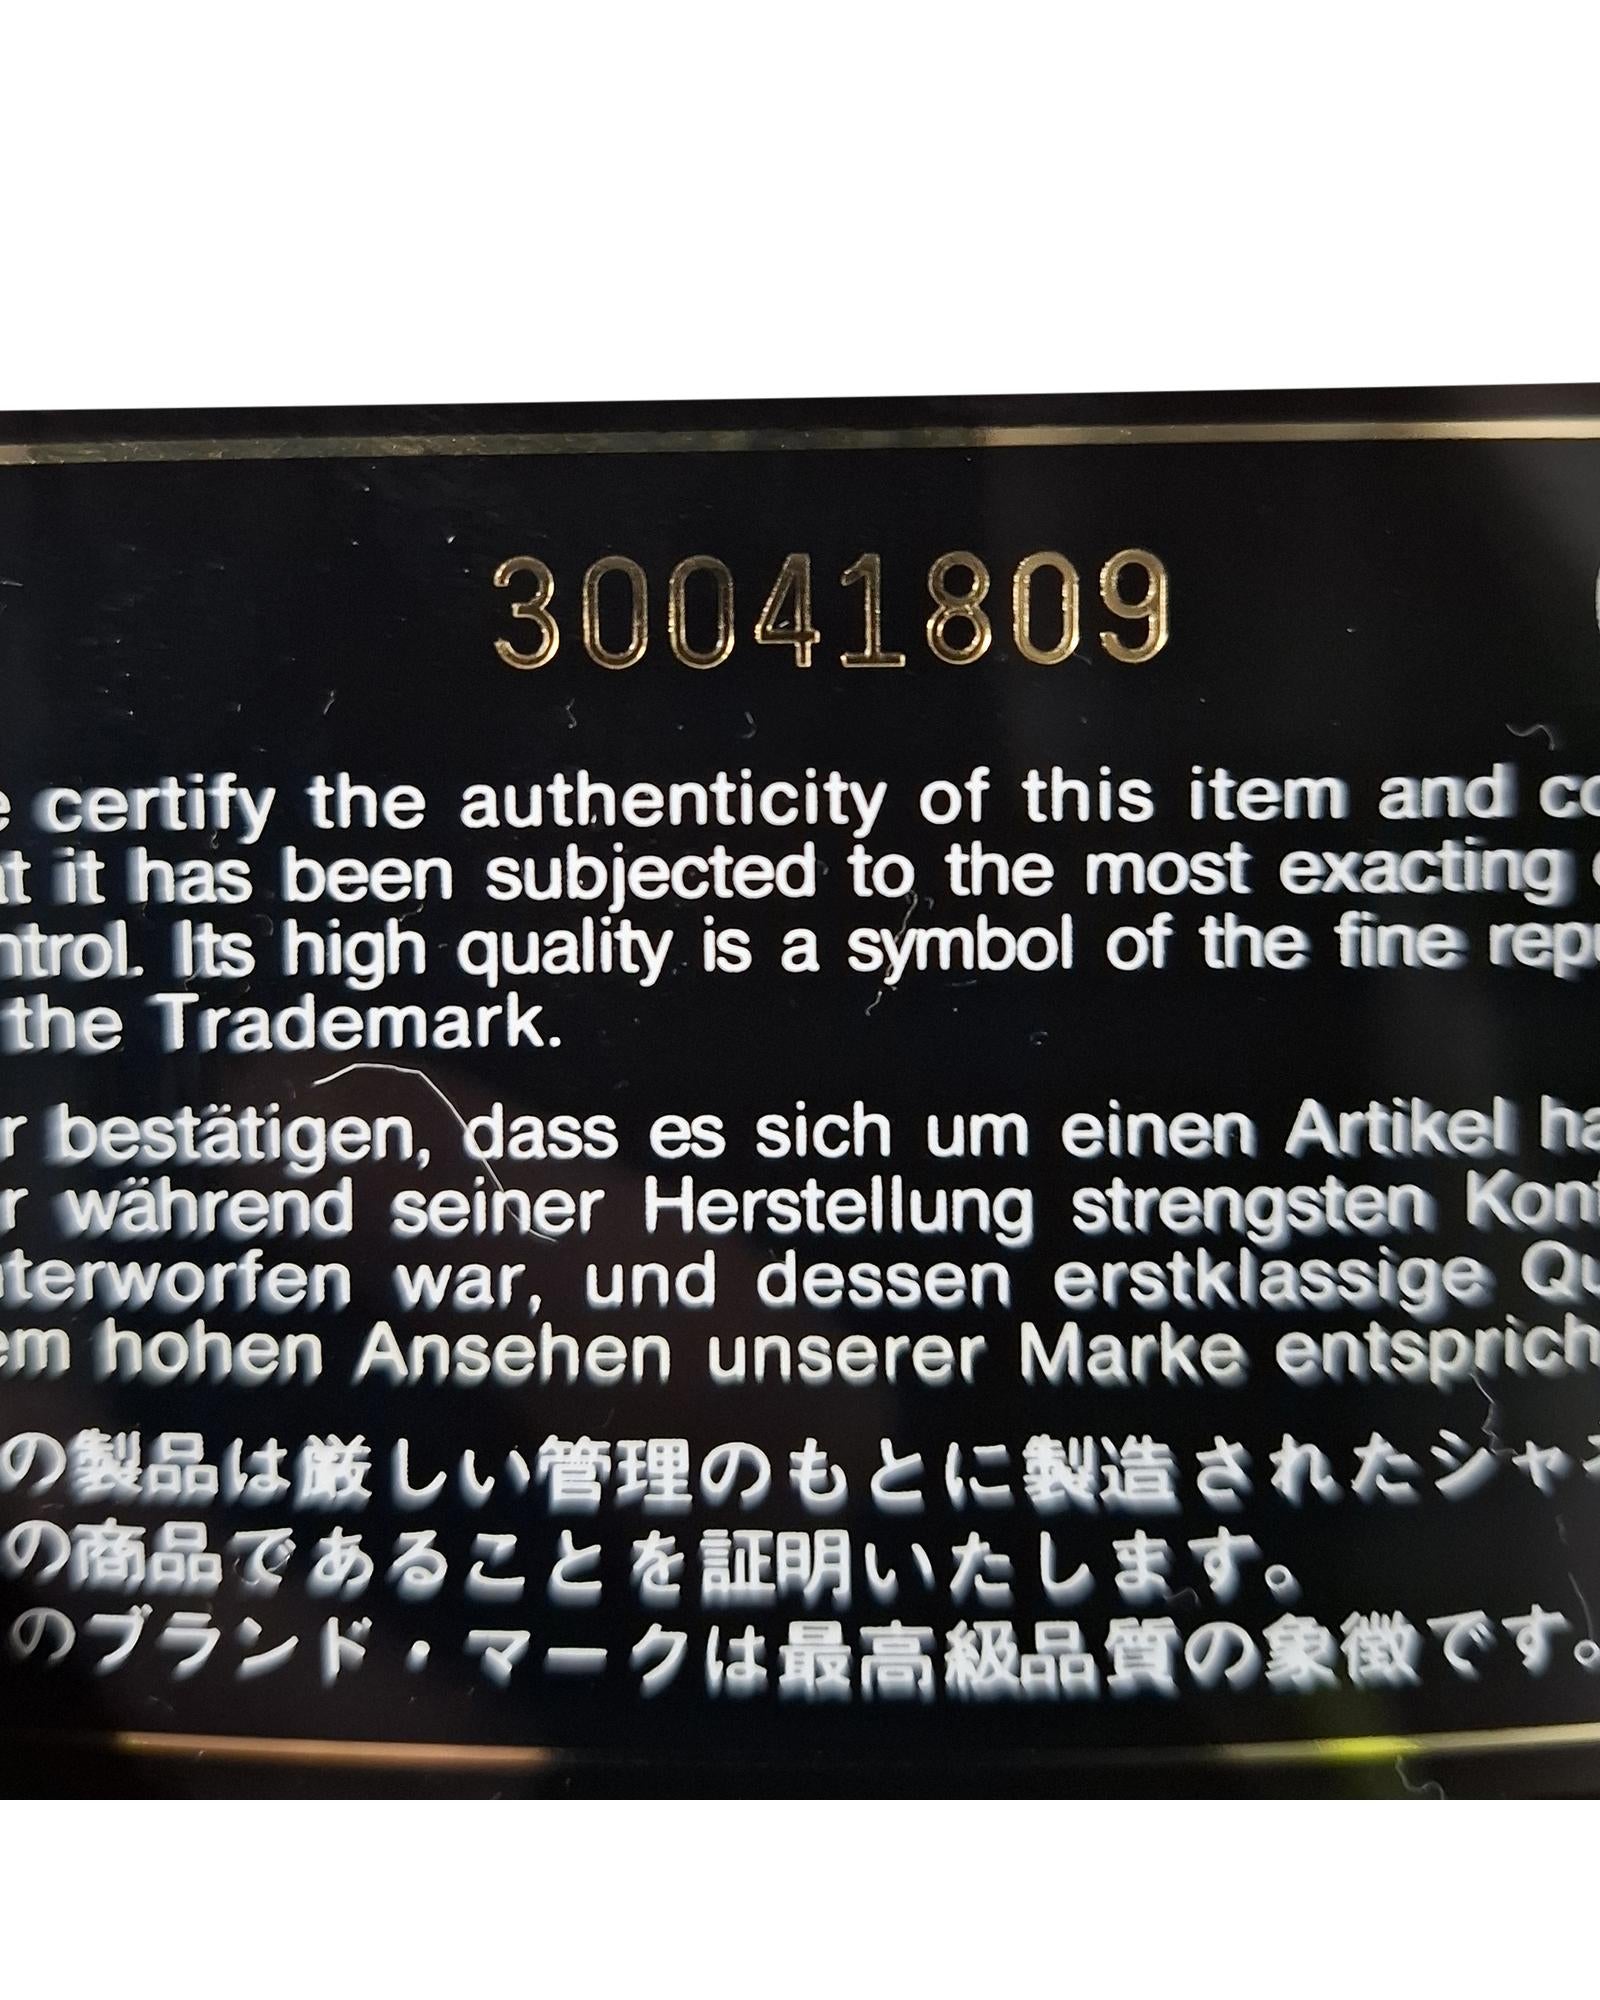 30041809
certify the authenticity of this item and
it has been subjected to the most exacting
Its high quality is a symbol of the fine
the Trademark.
bestätigen, dass es sich um einen Artikel
während seiner Herstellung strengsten
war, und dessen erstklassige
hohen Ansehen unserer Marke
の製品は厳しい管理のもとに製造されたシャ
の商品であることを証明いたします。
のブランド・マークは最高級品質の象徴です。